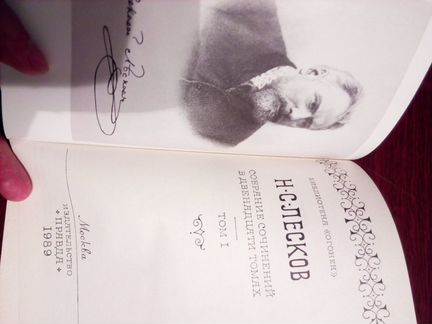 БИБЛИОТЕКА «ОГОНЕК»
Н·С·ЛЕСКОВ
СОБРАНИЕ СОЧИНЕНИЙ
В ДВЕНАДЦАТИ ТОМАХ
ТОМ I
Москва
ИЗДАТЕЛЬСТВО
• ПРАВДА •
1989